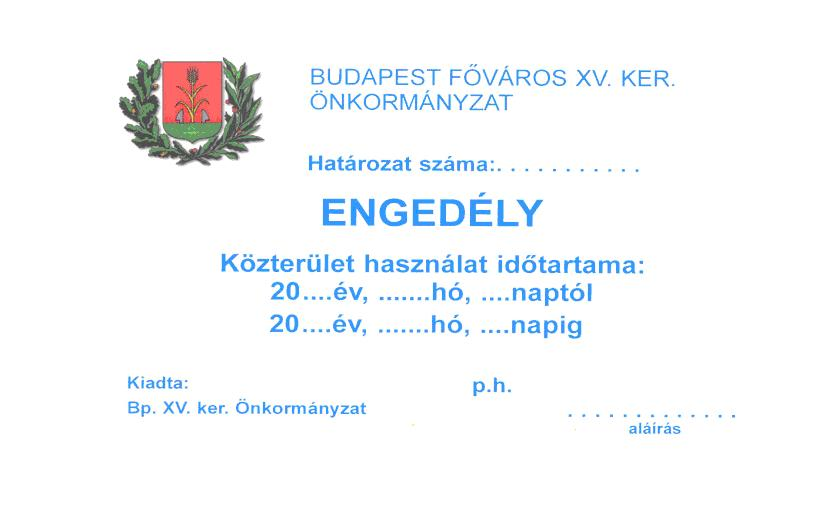 BUDAPEST FŐVÁROS XV. KER.
ÖNKORMÁNYZAT
Határozat száma:. . . . . . . . . . .
ENGEDÉLY
Közterület használat időtartama:
20....év, .......hó, ....naptól
20....év, .......hó, ....napig
Kiadta:
p.h.
Bp. XV. ker. Önkormányzat
. . . . . . . . . . . . .
aláírás